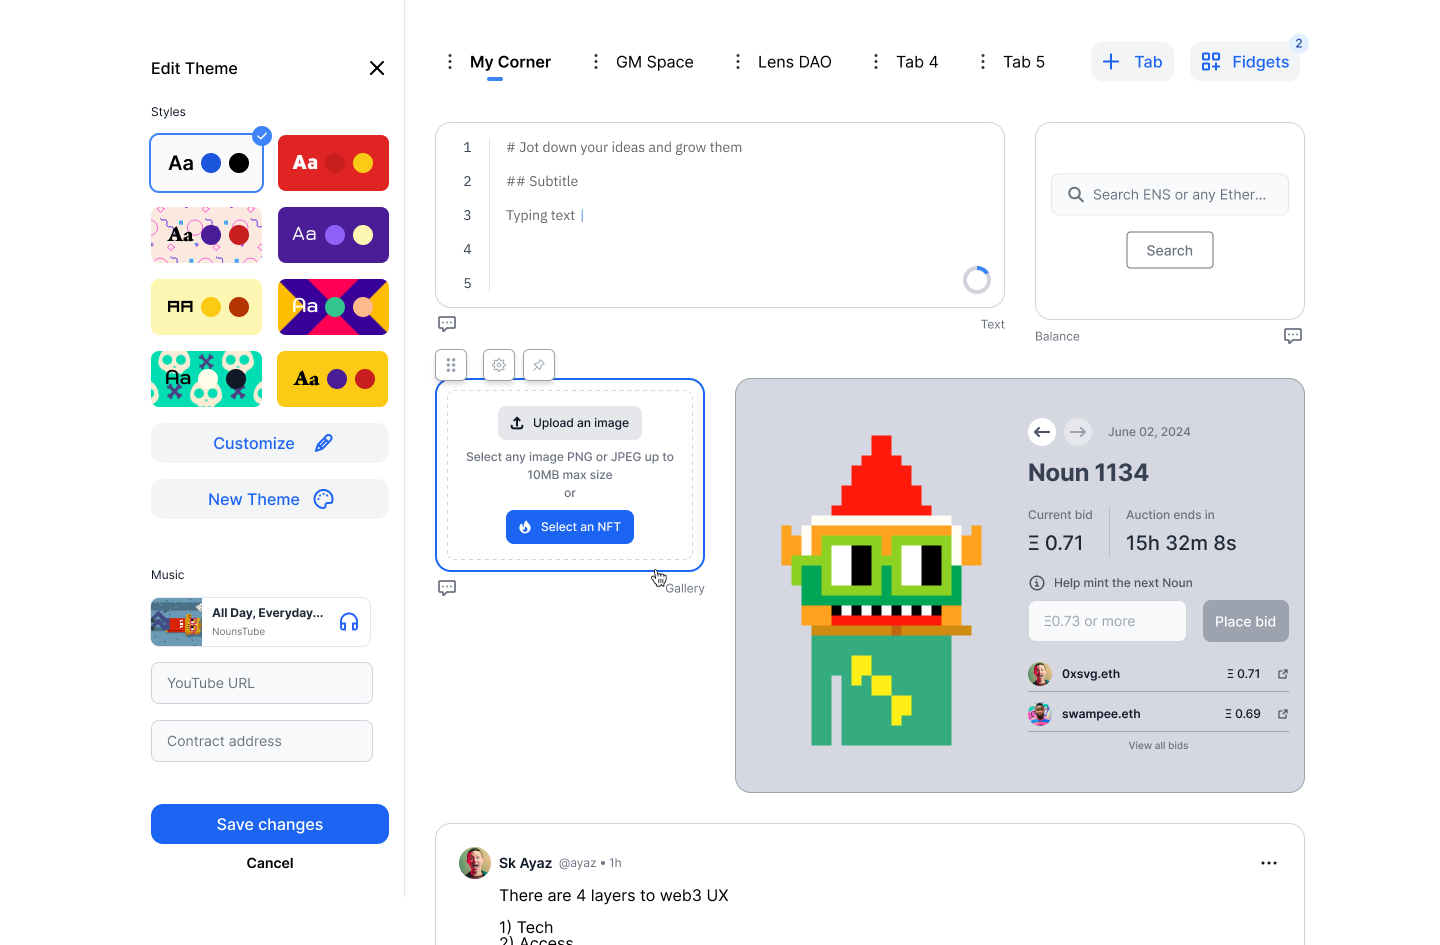 Edit Theme
Styles
Aa
Aa
Aa
Aa
AA
Aa
Aa
Aa
Customize
New Theme
Music
All Day, Everyday...
NounsTube
YouTube URL
Contract address
Save changes
Cancel
My Corner
GM Space
Lens DAO
Tab 4
Tab 5
Tab
Fidgets
2
1 # Jot down your ideas and grow them
2 ## Subtitle
3 Typing text |
4
5
Text
Search ENS or any Ether...
Search
Balance
Upload an image
Select any image PNG or JPEG up to
10MB max size
or
Select an NFT
Gallery
June 02, 2024
Noun 1134
Current bid
Ξ 0.71
Auction ends in
15h 32m 8s
Help mint the next Noun
Ξ0.73 or more
Place bid
0xsvg.eth Ξ 0.71
swampee.eth Ξ 0.69
View all bids
Sk Ayaz @ayaz • 1h
There are 4 layers to web3 UX
1) Tech
2) Access